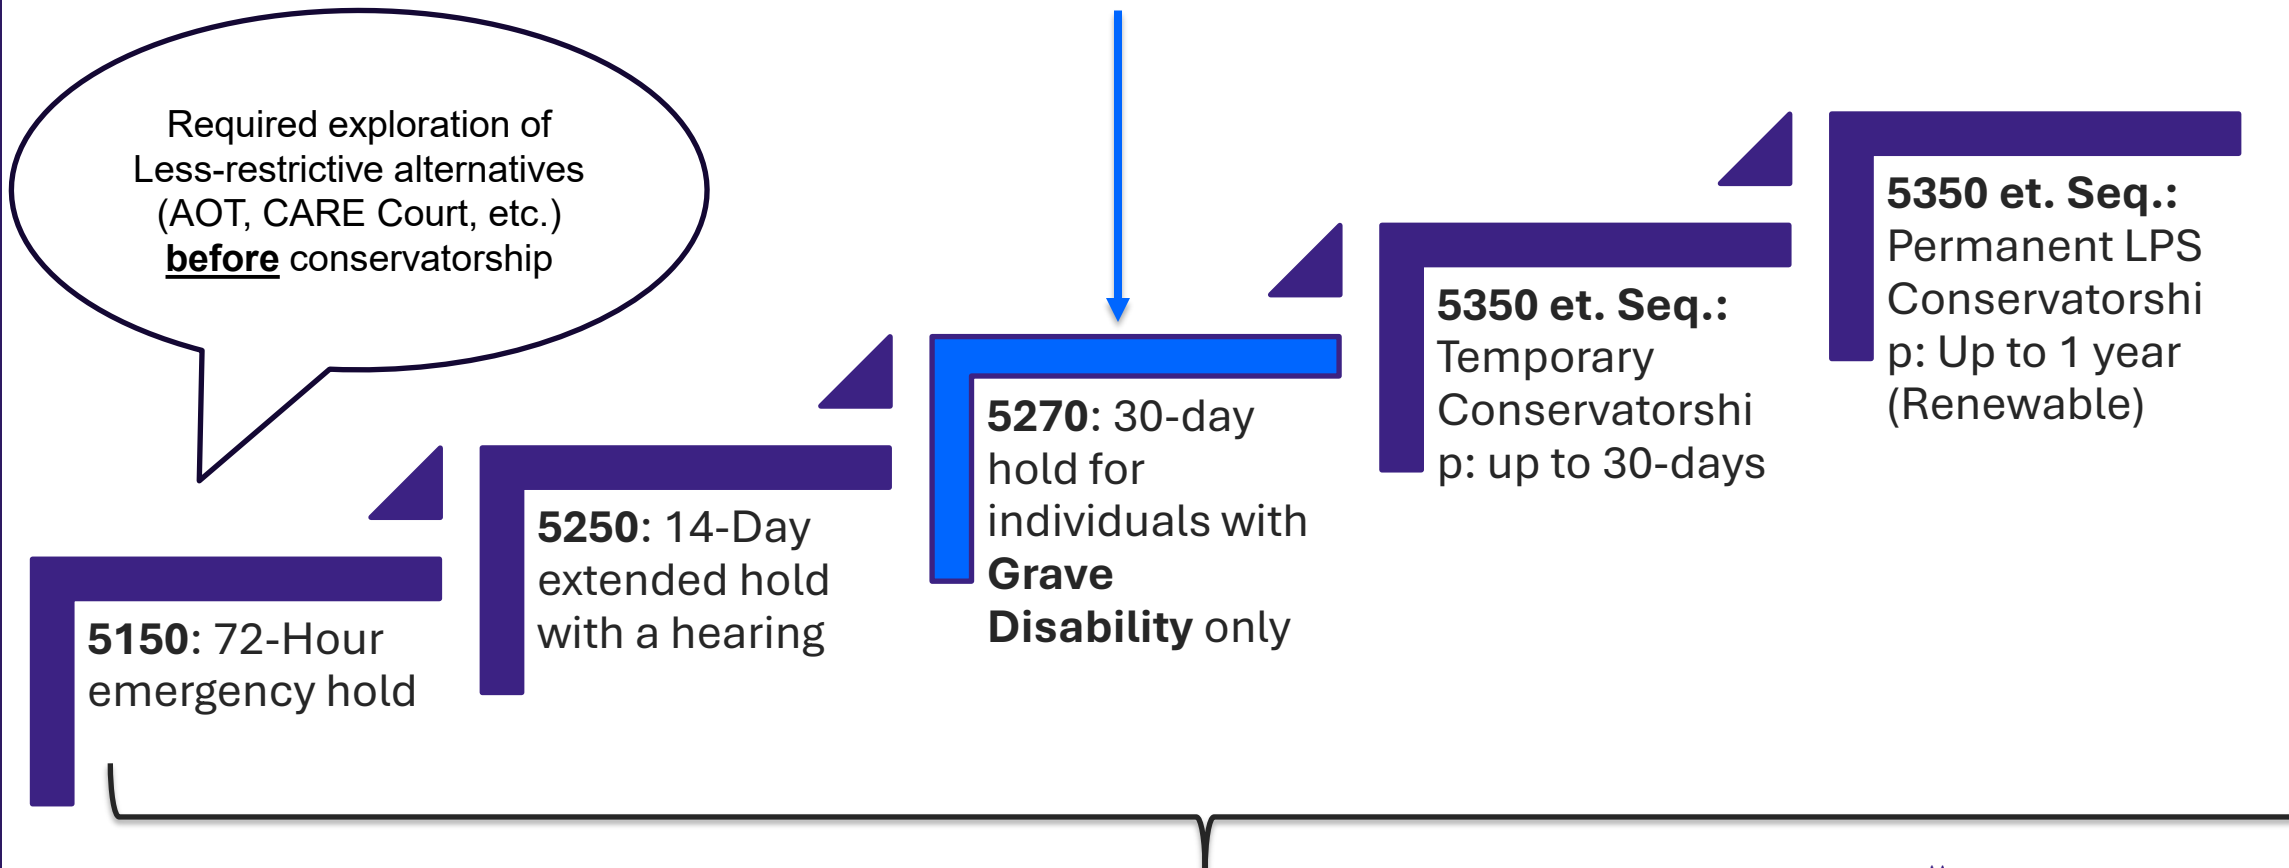 Required exploration of
Less-restrictive alternatives
(AOT, CARE Court, etc.)
before conservatorship
5150: 72-Hour
emergency hold
5250: 14-Day
extended hold
with a hearing
5270: 30-day
hold for
individuals with
Grave
Disability only
5350 et. Seq.:
Temporary
Conservatorshi
p: up to 30-days
5350 et. Seq.:
Permanent LPS
Conservatorshi
p: Up to 1 year
(Renewable)